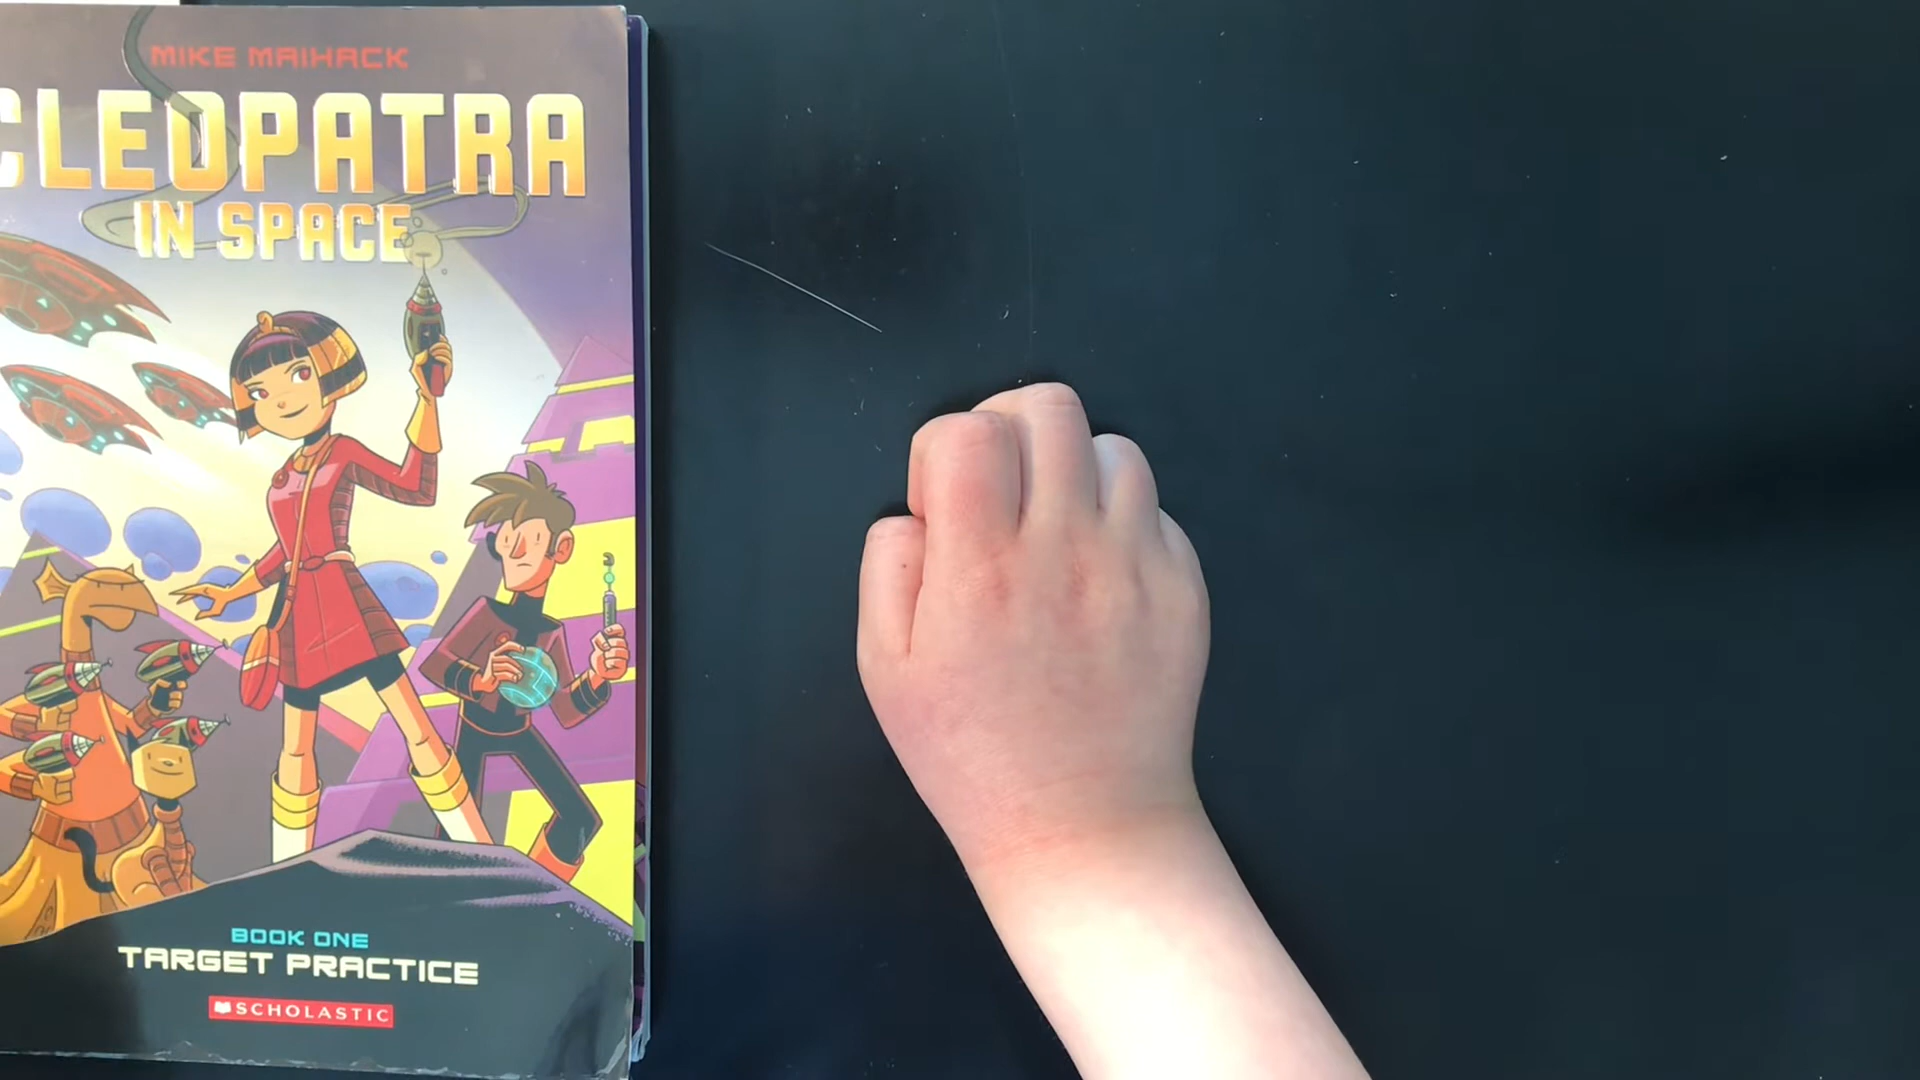 MIKE MAIHACK
CLEOPATRA
IN SPACE
BOOK ONE
TARGET PRACTICE
SCHOLASTIC